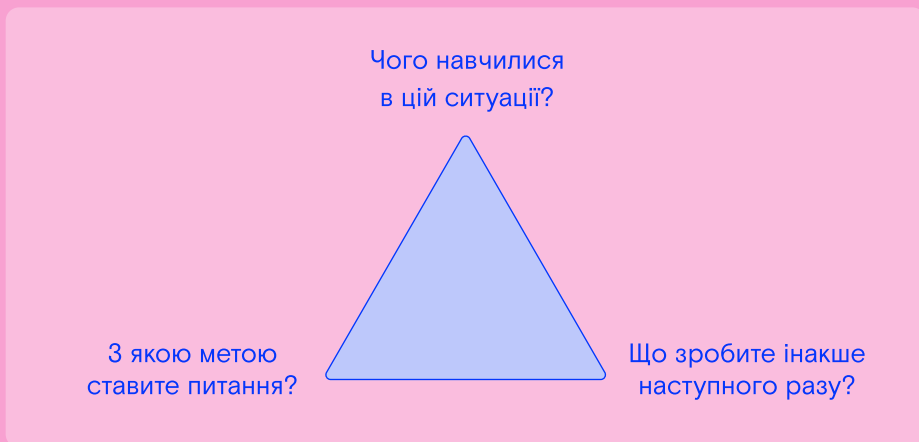 Чого навчилися
в цій ситуації?
З якою метою
ставите питання?
Що зробите інакше
наступного разу?